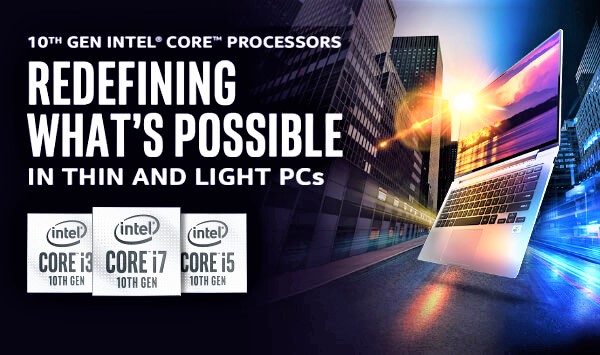 10TH GEN INTEL® CORE™ PROCESSORS
REDEFINING
WHAT'S POSSIBLE
IN THIN AND LIGHT PCs
intel
CORE i3
10TH GEN
intel
CORE i7
10TH GEN
intel
CORE i5
10TH GEN